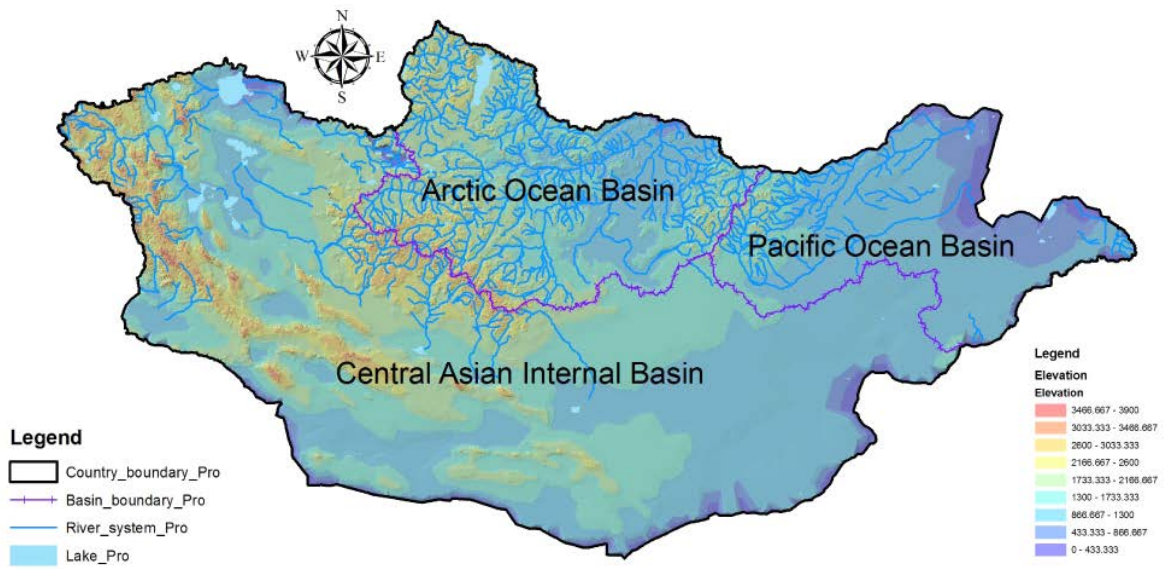 N
W E
S
Arctic Ocean Basin
Pacific Ocean Basin
Central Asian Internal Basin
Legend
Country_boundary_Pro
Basin_boundary_Pro
River_system_Pro
Lake_Pro
Legend
Elevation
Elevation
3466.667 - 3900
3033.333 - 3466.667
2600 - 3033.333
2166.667 - 2600
1733.333 - 2166.667
1300 - 1733.333
866.667 - 1300
433.333 - 866.667
0 - 433.333